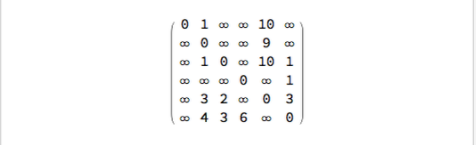 0 1 ∞ ∞ 10 ∞
∞ 0 ∞ ∞ 9 ∞
∞ 1 0 ∞ 10 1
∞ ∞ ∞ 0 ∞ 1
∞ 3 2 ∞ 0 3
∞ 4 3 6 ∞ 0